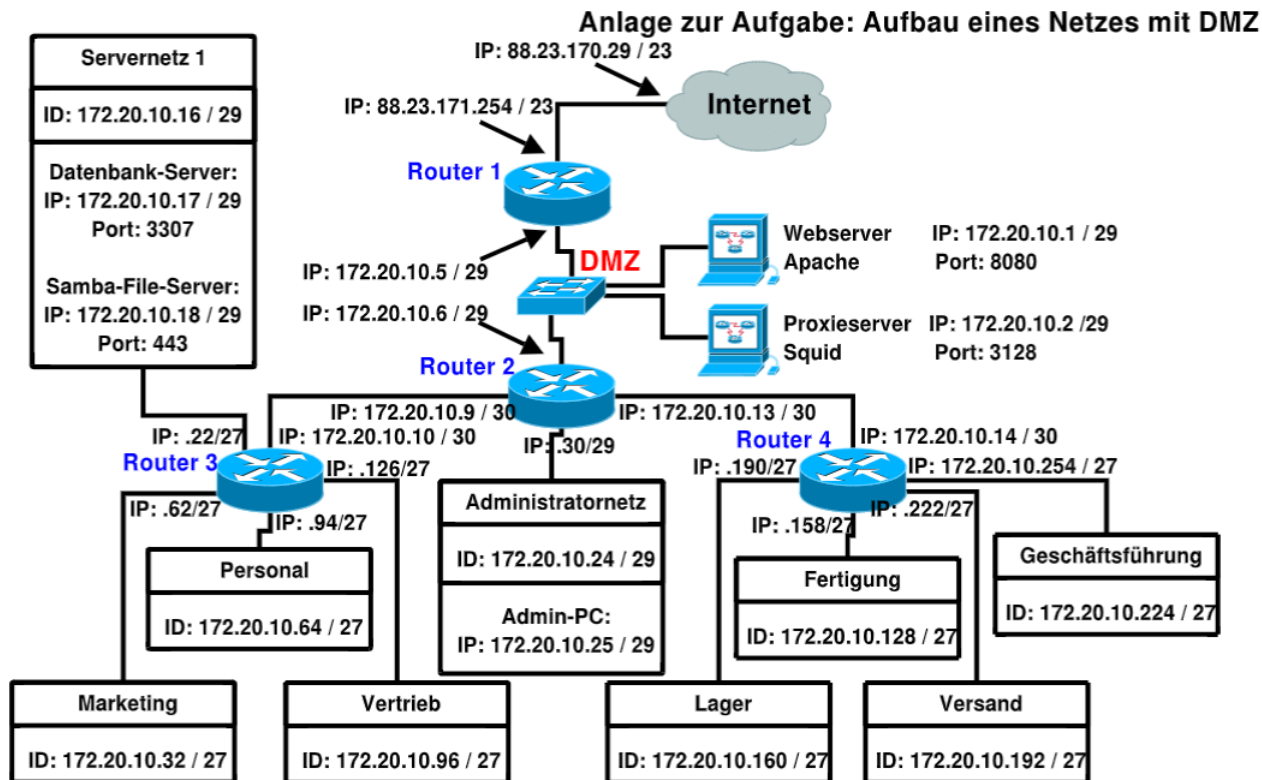 Anlage zur Aufgabe: Aufbau eines Netzes mit DMZ
IP: 88.23.170.29 / 23
Internet
IP: 88.23.171.254 / 23
Router 1
Servernetz 1
ID: 172.20.10.16 / 29
Datenbank-Server:
IP: 172.20.10.17 / 29
Port: 3307
Samba-File-Server:
IP: 172.20.10.18 / 29
Port: 443
IP: 172.20.10.5 / 29
DMZ
IP: 172.20.10.6 / 29
Webserver IP: 172.20.10.1 / 29
Apache Port: 8080
Proxieserver IP: 172.20.10.2 /29
Squid Port: 3128
Router 2
IP: 172.20.10.9 / 30
IP: 172.20.10.13 / 30
IP: .22/27
IP: 172.20.10.10 / 30
IP: .30/29
Router 4
IP: 172.20.10.14 / 30
Router 3
IP: .126/27
IP: .190/27
IP: 172.20.10.254 / 27
IP: .62/27
IP: .94/27
IP: .158/27
IP: .222/27
Administratornetz
ID: 172.20.10.24 / 29
Admin-PC:
IP: 172.20.10.25 / 29
Personal
ID: 172.20.10.64 / 27
Fertigung
ID: 172.20.10.128 / 27
Geschäftsführung
ID: 172.20.10.224 / 27
Marketing
ID: 172.20.10.32 / 27
Vertrieb
ID: 172.20.10.96 / 27
Lager
ID: 172.20.10.160 / 27
Versand
ID: 172.20.10.192 / 27